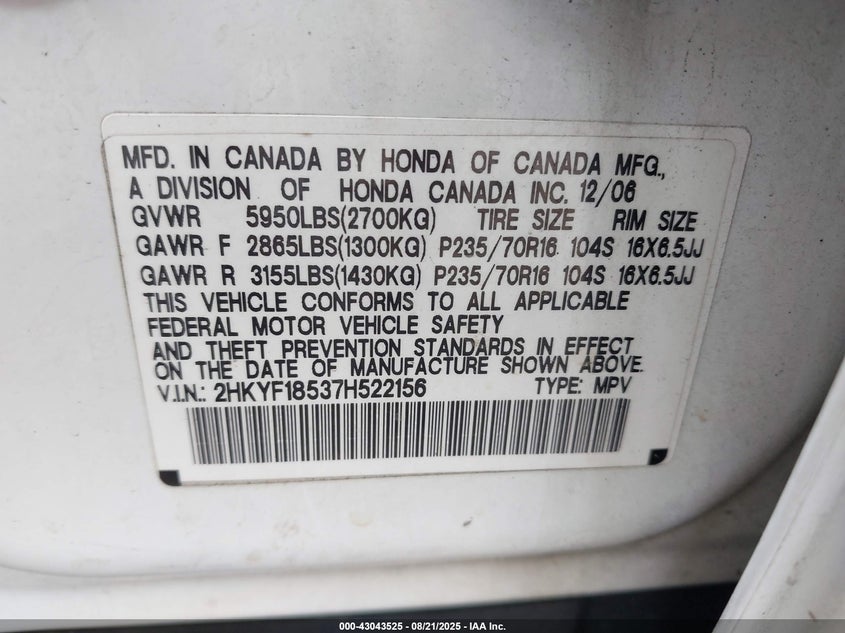 MFD. IN CANADA BY HONDA OF CANADA MFG.,
A DIVISION OF HONDA CANADA INC. 12/06
GVWR 5950LBS(2700KG) TIRE SIZE RIM SIZE
GAWR F 2865LBS(1300KG) P235/70R16 104S 16X6.5JJ
GAWR R 3155LBS(1430KG) P235/70R16 104S 16X6.5JJ
THIS VEHICLE CONFORMS TO ALL APPLICABLE
FEDERAL MOTOR VEHICLE SAFETY
AND THEFT PREVENTION STANDARDS IN EFFECT
ON THE DATE OF MANUFACTURE SHOWN ABOVE.
V.I.N.: 2HKYF18537H522156 TYPE: MPV
000-43043525 - 08/21/2025 - IAA Inc.